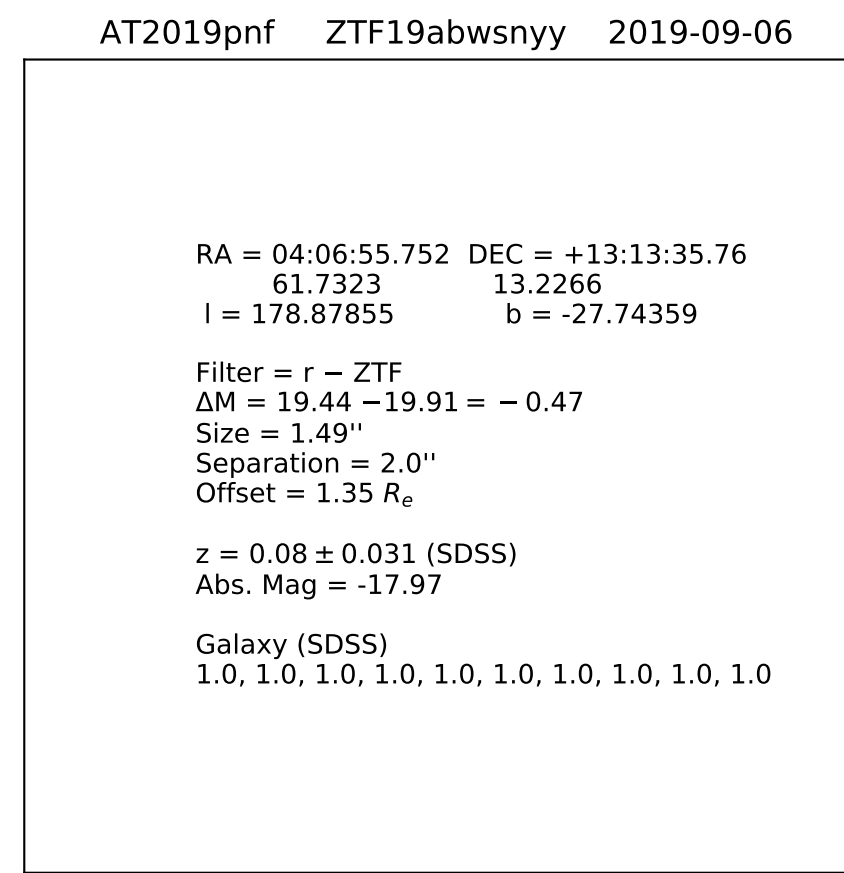 AT2019pnf ZTF19abwsnyy 2019-09-06
RA = 04:06:55.752 DEC = +13:13:35.76
61.7323 13.2266
l = 178.87855 b = -27.74359
Filter = r − ZTF
ΔM = 19.44 −19.91 = − 0.47
Size = 1.49''
Separation = 2.0''
Offset = 1.35 Rₑ
z = 0.08 ± 0.031 (SDSS)
Abs. Mag = -17.97
Galaxy (SDSS)
1.0, 1.0, 1.0, 1.0, 1.0, 1.0, 1.0, 1.0, 1.0, 1.0